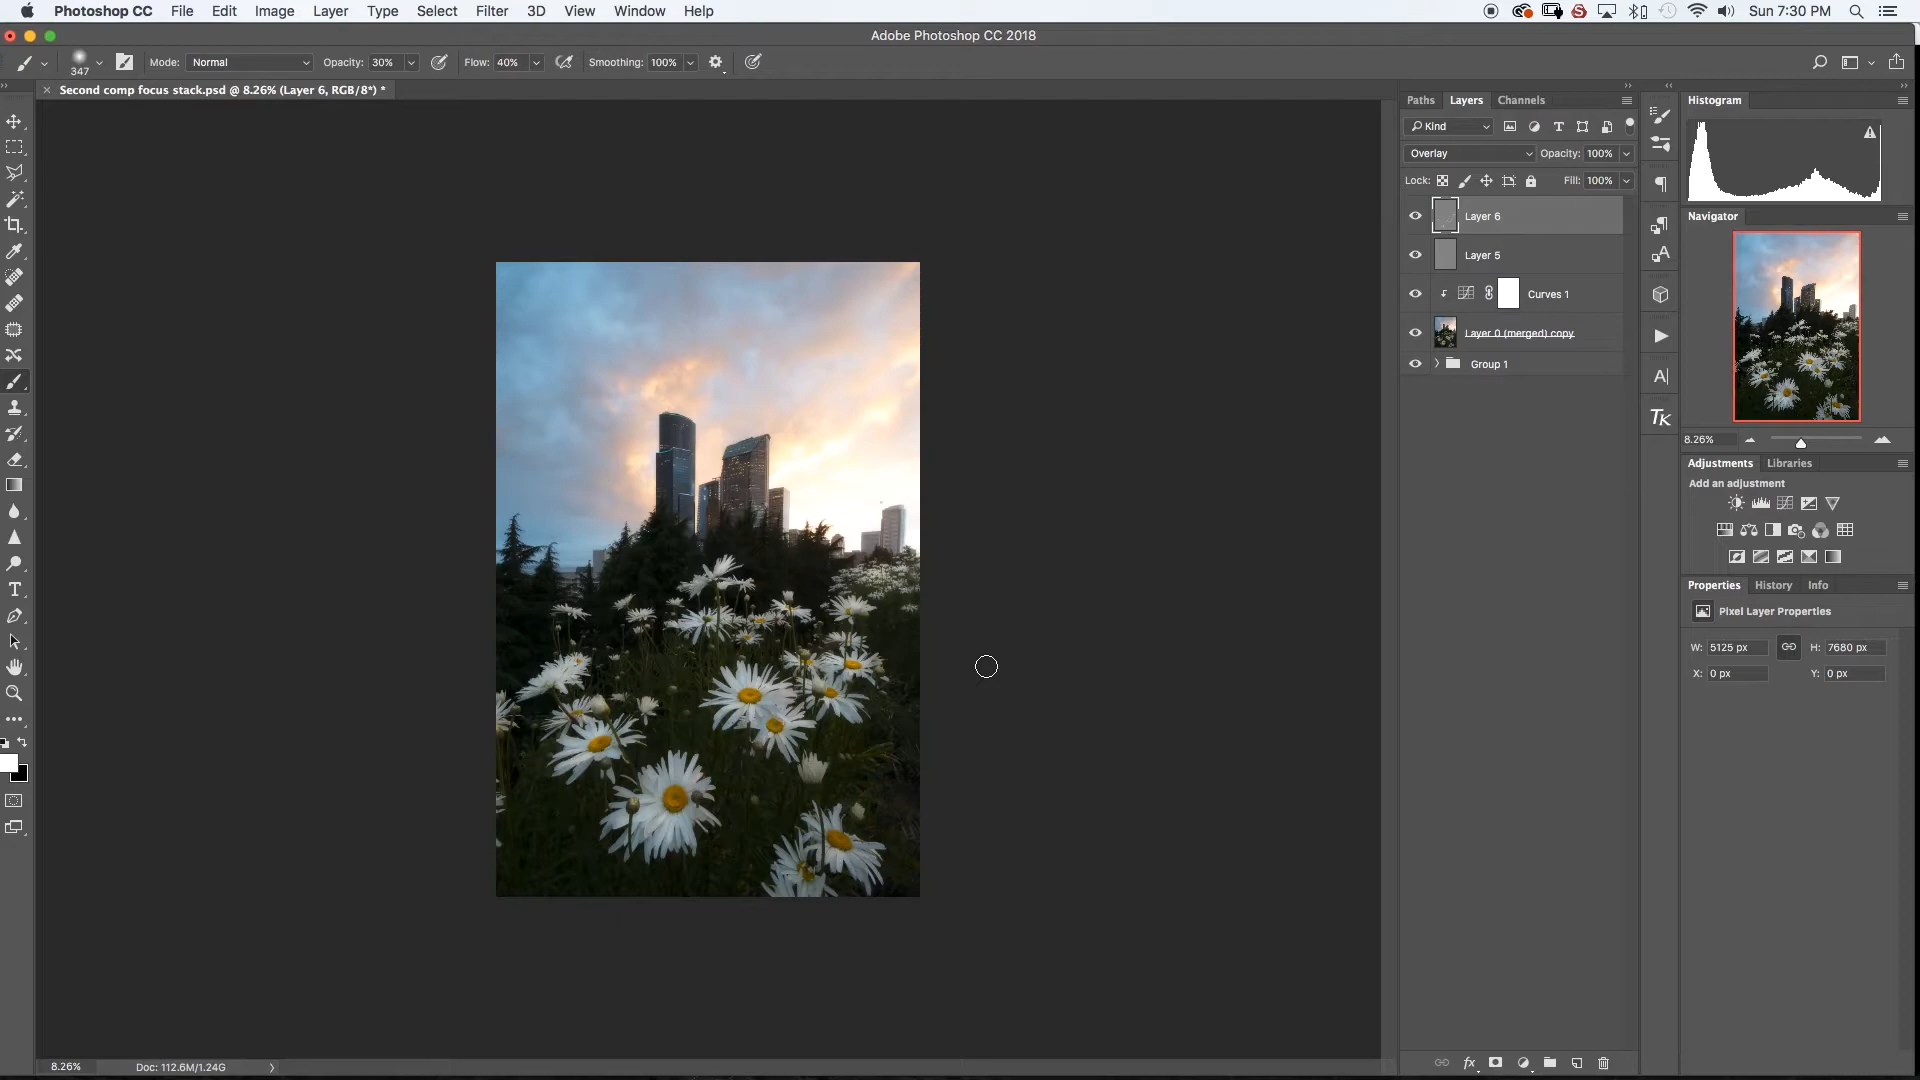 Photoshop CC File Edit Image Layer Type Select Filter 3D View Window Help Sun 7:30 PM
Adobe Photoshop CC 2018
347 Mode: Normal Opacity: 30% Flow: 40% Smoothing: 100%
Second comp focus stack.psd @ 8.26% (Layer 6, RGB/8*) *
Paths Layers Channels
Kind
Overlay Opacity: 100%
Lock: Fill: 100%
Layer 6
Layer 5
Curves 1
Layer 0 (merged) copy
Group 1
Histogram
Navigator
8.26%
Adjustments Libraries
Add an adjustment
Properties History Info
Pixel Layer Properties
W: 5125 px H: 7680 px
X: 0 px Y: 0 px
TK
fx
8.26% Doc: 112.6M/1.24G